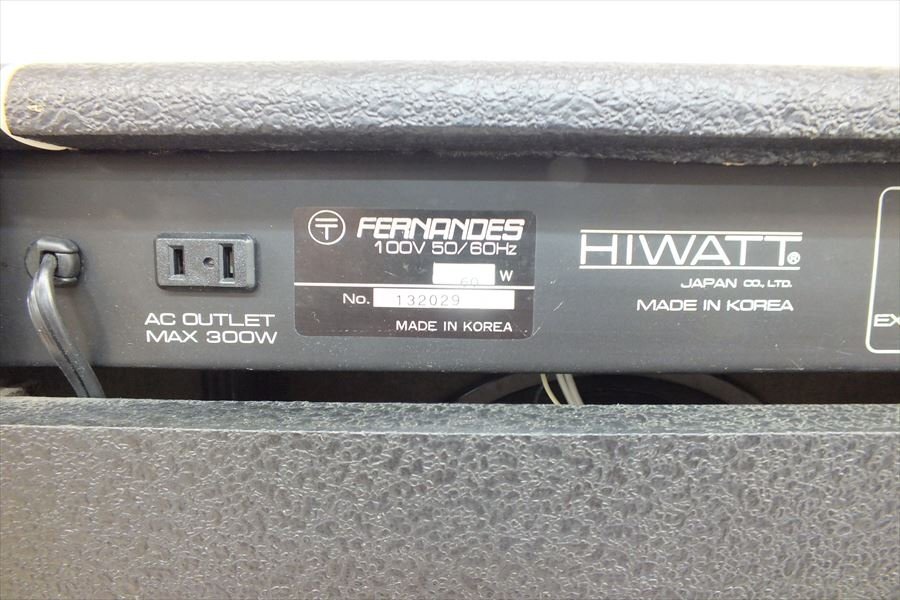 AC OUTLET
MAX 300W
FERNANDES
100V 50/60Hz
60 W
No. 132029
MADE IN KOREA
HIWATT®
JAPAN CO., LTD.
MADE IN KOREA
EX